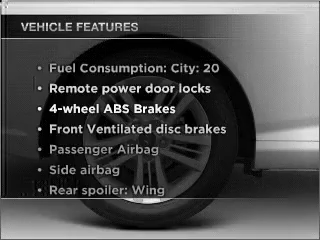 VEHICLE FEATURES
• Fuel Consumption: City: 20
• Remote power door locks
• 4-wheel ABS Brakes
• Front Ventilated disc brakes
• Passenger Airbag
• Side airbag
• Rear spoiler: Wing